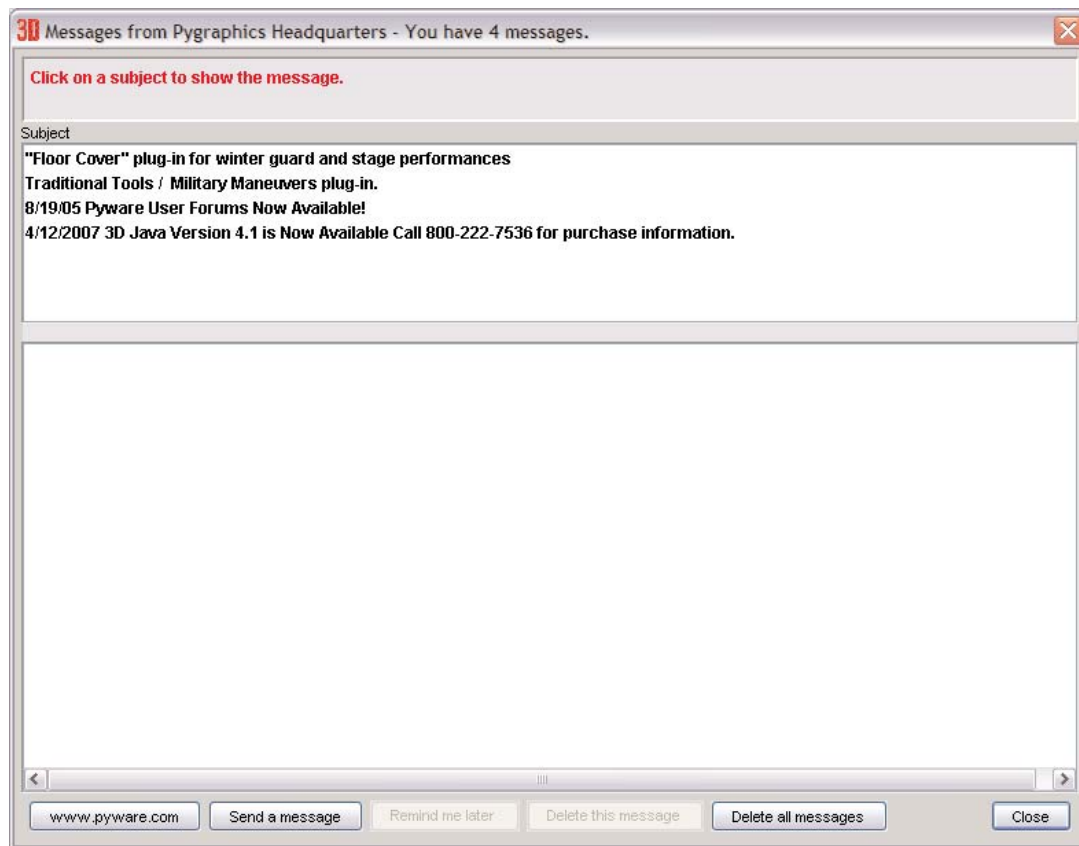 3D Messages from Pygraphics Headquarters - You have 4 messages.
Click on a subject to show the message.
Subject
"Floor Cover" plug-in for winter guard and stage performances
Traditional Tools / Military Maneuvers plug-in.
8/19/05 Pyware User Forums Now Available!
4/12/2007 3D Java Version 4.1 is Now Available Call 800-222-7536 for purchase information.
www.pyware.com Send a message Remind me later Delete this message Delete all messages Close